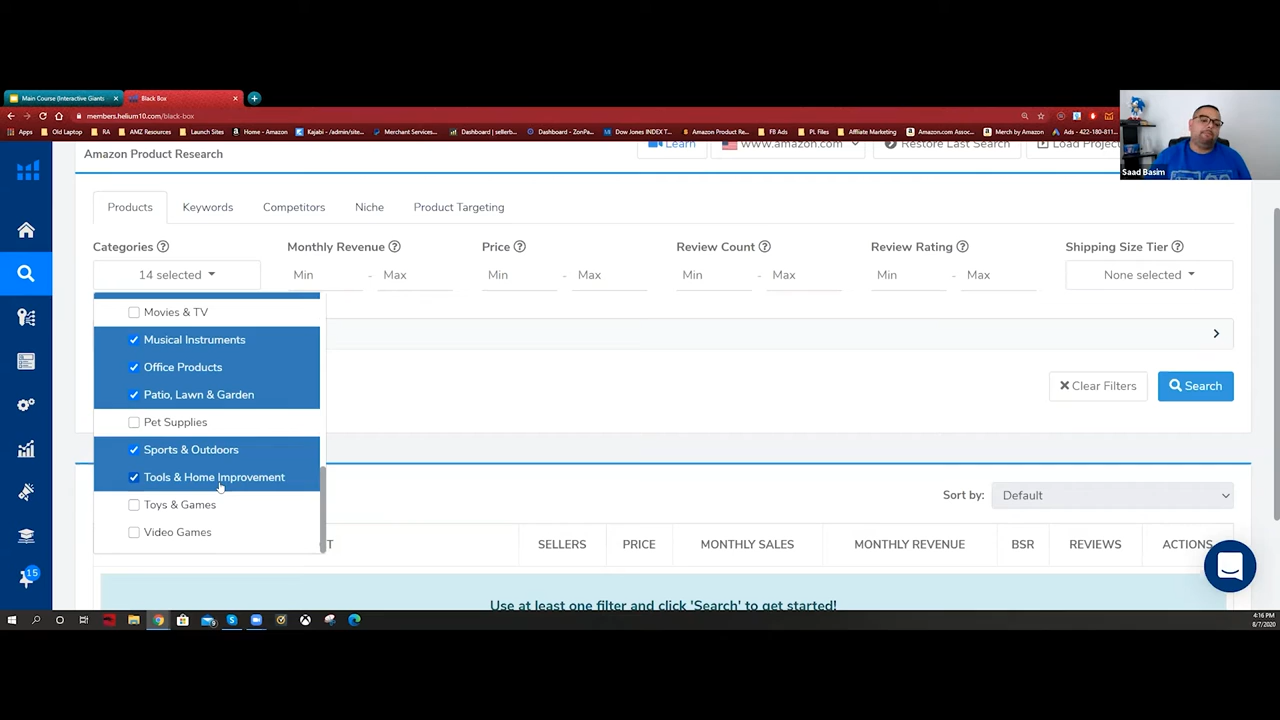 Main Course (Interactive Giants
Black Box
members.helium10.com/black-box
Apps Old Laptop RA AMZ Resources Launch Sites Home - Amazon Kajabi - /admin/site... Merchant Services... Dashboard | sellerb... Dashboard - ZonPa... Dow Jones INDEX T... Amazon Product Re... FB Ads PL Files Affliate Marketing Amazon.com Assoc... Merch by Amazon Ads - 422-180-811...
Saad Basim
Amazon Product Research
Learn
www.amazon.com
Restore Last Search
Load Project
Products Keywords Competitors Niche Product Targeting
Categories Monthly Revenue Price Review Count Review Rating Shipping Size Tier
14 selected Min - Max Min - Max Min - Max Min - Max None selected
Movies & TV
Musical Instruments
Office Products
Patio, Lawn & Garden
Pet Supplies
Sports & Outdoors
Tools & Home Improvement
Toys & Games
Video Games
Clear Filters Search
Sort by: Default
SELLERS PRICE MONTHLY SALES MONTHLY REVENUE BSR REVIEWS ACTIONS
Use at least one filter and click 'Search' to get started!
15
4:16 PM
8/7/2020